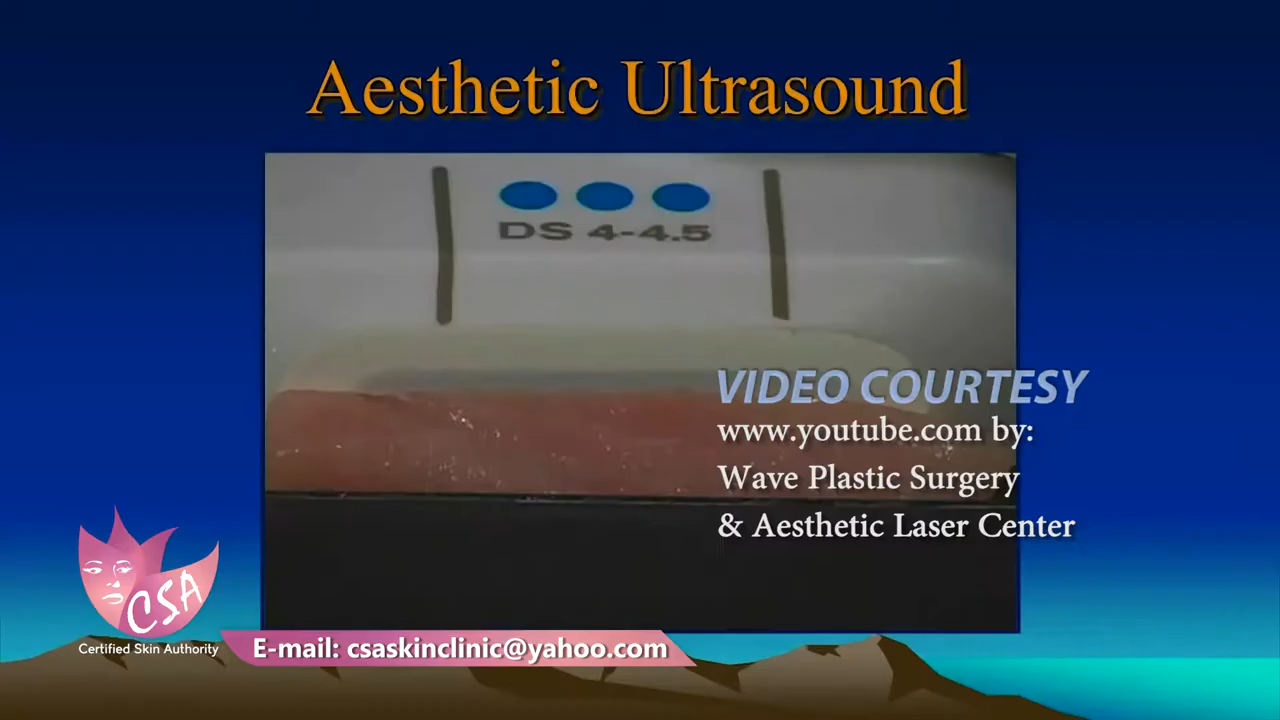 Aesthetic Ultrasound
DS 4-4.5
VIDEO COURTESY
www.youtube.com by:
Wave Plastic Surgery
& Aesthetic Laser Center
CSA
Certified Skin Authority
E-mail: csaskinclinic@yahoo.com